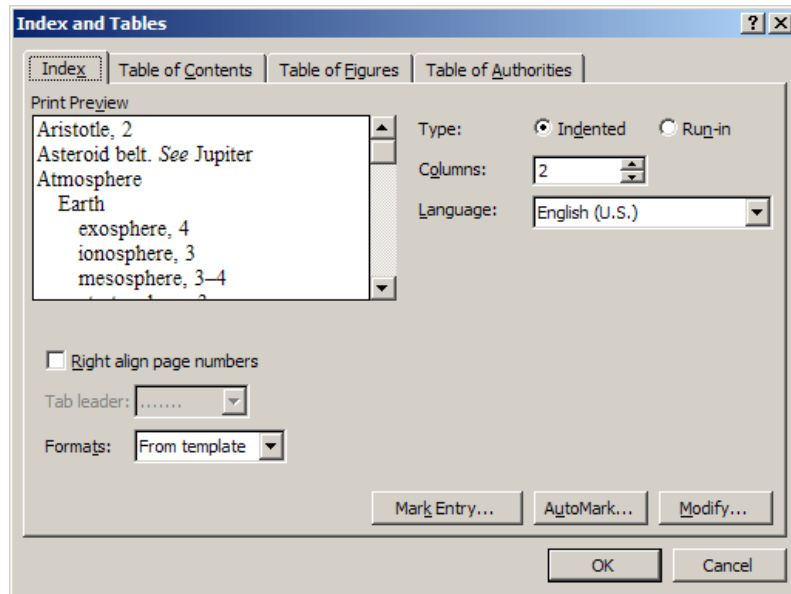 Index and Tables
Index Table of Contents Table of Figures Table of Authorities
Print Preview
Aristotle, 2
Asteroid belt. See Jupiter
Atmosphere
Earth
exosphere, 4
ionosphere, 3
mesosphere, 3–4
Type: Indented Run-in
Columns: 2
Language: English (U.S.)
Right align page numbers
Tab leader: .......
Formats: From template
Mark Entry... AutoMark... Modify...
OK Cancel